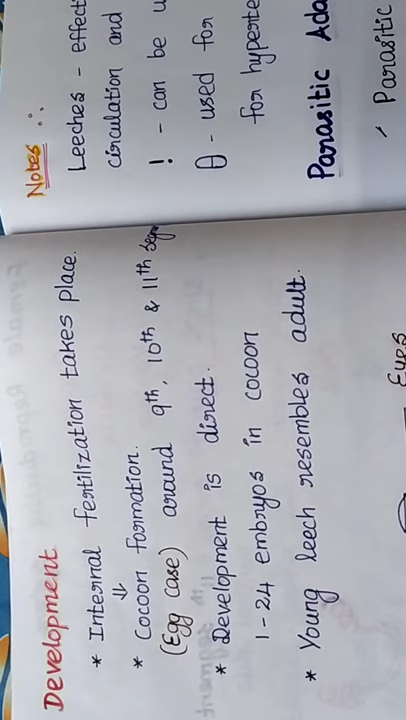 Development
* Internal fertilization takes place.
⇓
* Cocoon formation.
(Egg case) around 9th, 10th & 11th
* Development is direct.
1-24 embryos in cocoon
* Young leech resembles adult.
Notes ∴
Leeches - effect
circulation and
! - can be u
θ - used for
for hyperte
Parasitic Ada
Parasitic
Eyes